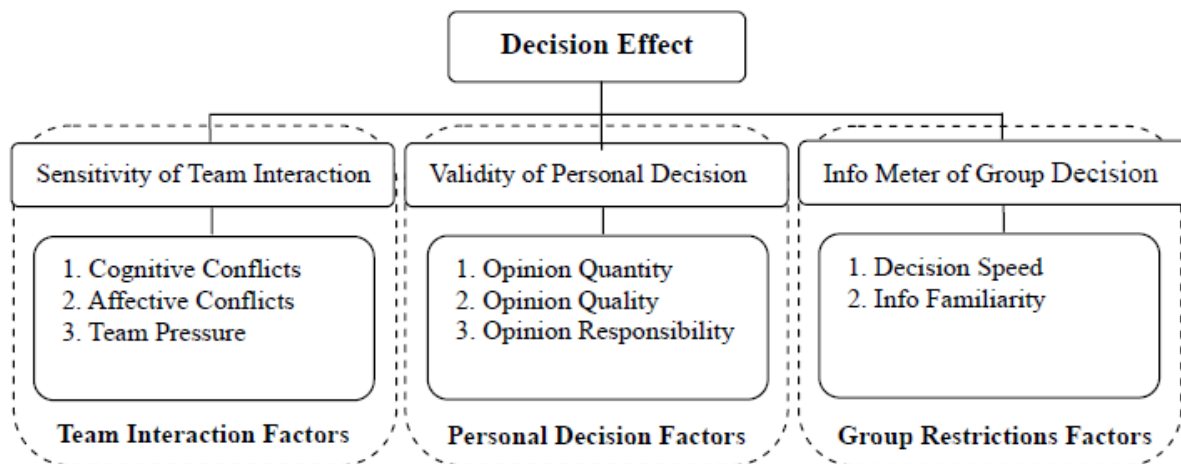 Decision Effect
Sensitivity of Team Interaction
Validity of Personal Decision
Info Meter of Group Decision
1. Cognitive Conflicts
2. Affective Conflicts
3. Team Pressure
1. Opinion Quantity
2. Opinion Quality
3. Opinion Responsibility
1. Decision Speed
2. Info Familiarity
Team Interaction Factors
Personal Decision Factors
Group Restrictions Factors